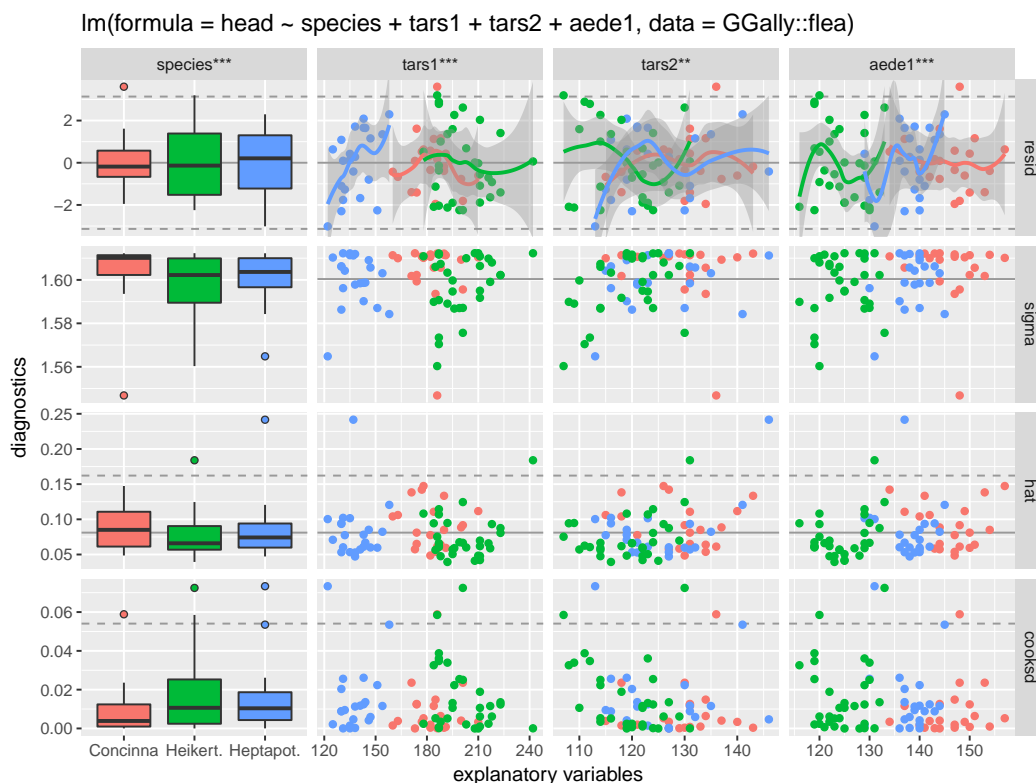 lm(formula = head ~ species + tars1 + tars2 + aede1, data = GGally::flea)
species*** tars1*** tars2** aede1***
2
0
−2
resid
1.60
1.58
1.56
sigma
0.25
0.20
0.15
0.10
0.05
hat
0.06
0.04
0.02
0.00
cooksd
diagnostics
Concinna Heikert. Heptapot. 120 150 180 210 240 110 120 130 140 120 130 140 150
explanatory variables